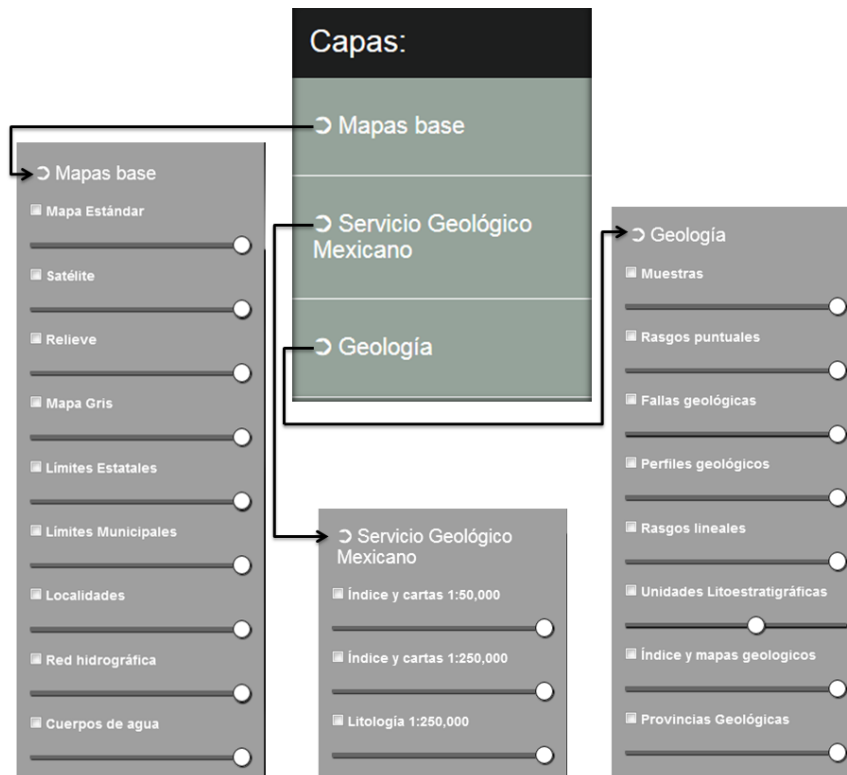 Capas:
Mapas base
Servicio Geológico
Mexicano
Geología
Mapas base
Mapa Estándar
Satélite
Relieve
Mapa Gris
Límites Estatales
Límites Municipales
Localidades
Red hidrográfica
Cuerpos de agua
Servicio Geológico
Mexicano
Índice y cartas 1:50,000
Índice y cartas 1:250,000
Litología 1:250,000
Geología
Muestras
Rasgos puntuales
Fallas geológicas
Perfiles geológicos
Rasgos lineales
Unidades Litoestratigráficas
Índice y mapas geologicos
Provincias Geológicas